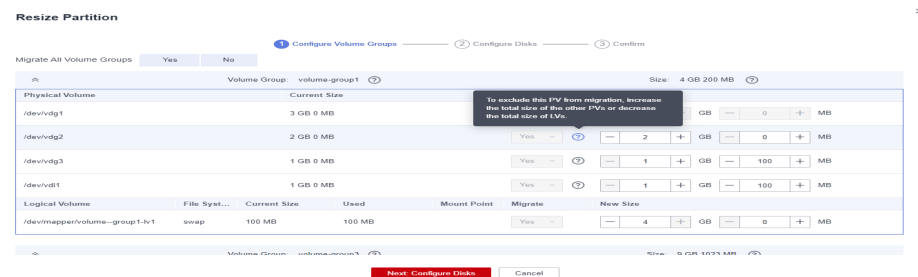 Resize Partition
1 Configure Volume Groups 2 Configure Disks 3 Confirm
Migrate All Volume Groups Yes No
Volume Group: volume-group1 ? Size: 4 GB 200 MB ?
Physical Volume Current Size
To exclude this PV from migration, increase
the total size of the other PVs or decrease
the total size of LVs.
/dev/vdg1 3 GB 0 MB GB — 0 + MB
/dev/vdg2 2 GB 0 MB Yes ? — 2 + GB — 0 + MB
/dev/vdg3 1 GB 0 MB Yes ? — 1 + GB — 100 + MB
/dev/vdi1 1 GB 0 MB Yes ? — 1 + GB — 100 + MB
Logical Volume File Syst... Current Size Used Mount Point Migrate New Size
/dev/mapper/volume--group1-lv1 swap 100 MB 100 MB Yes — 4 + GB — 0 + MB
Volume Group: volume-group3 ? Size: 9 GB 1023 MB ?
Next: Configure Disks Cancel